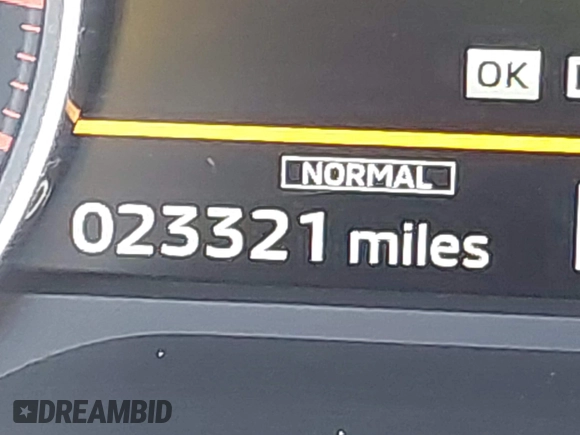 OK
NORMAL
023321 miles
DREAMBID